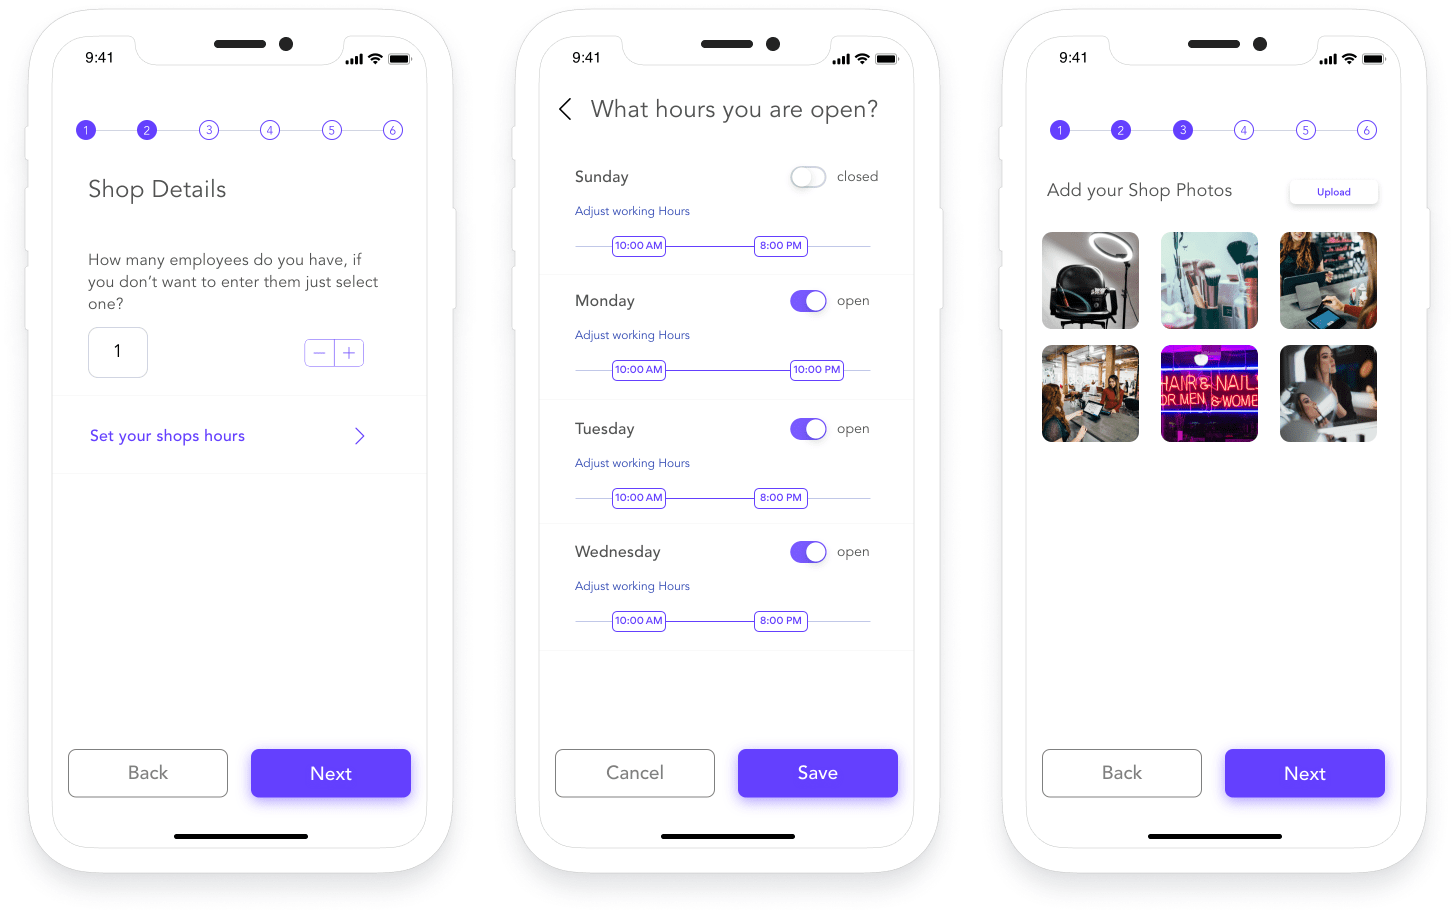 9:41
1 2 3 4 5 6
Shop Details
How many employees do you have, if
you don’t want to enter them just select
one?
1
Set your shops hours
Back Next
9:41
What hours you are open?
Sunday closed
Adjust working Hours
10:00 AM 8:00 PM
Monday open
Adjust working Hours
10:00 AM 10:00 PM
Tuesday open
Adjust working Hours
10:00 AM 8:00 PM
Wednesday open
Adjust working Hours
10:00 AM 8:00 PM
Cancel Save
9:41
1 2 3 4 5 6
Add your Shop Photos Upload
HAIR & NAIL
OR MEN & WOME
Back Next